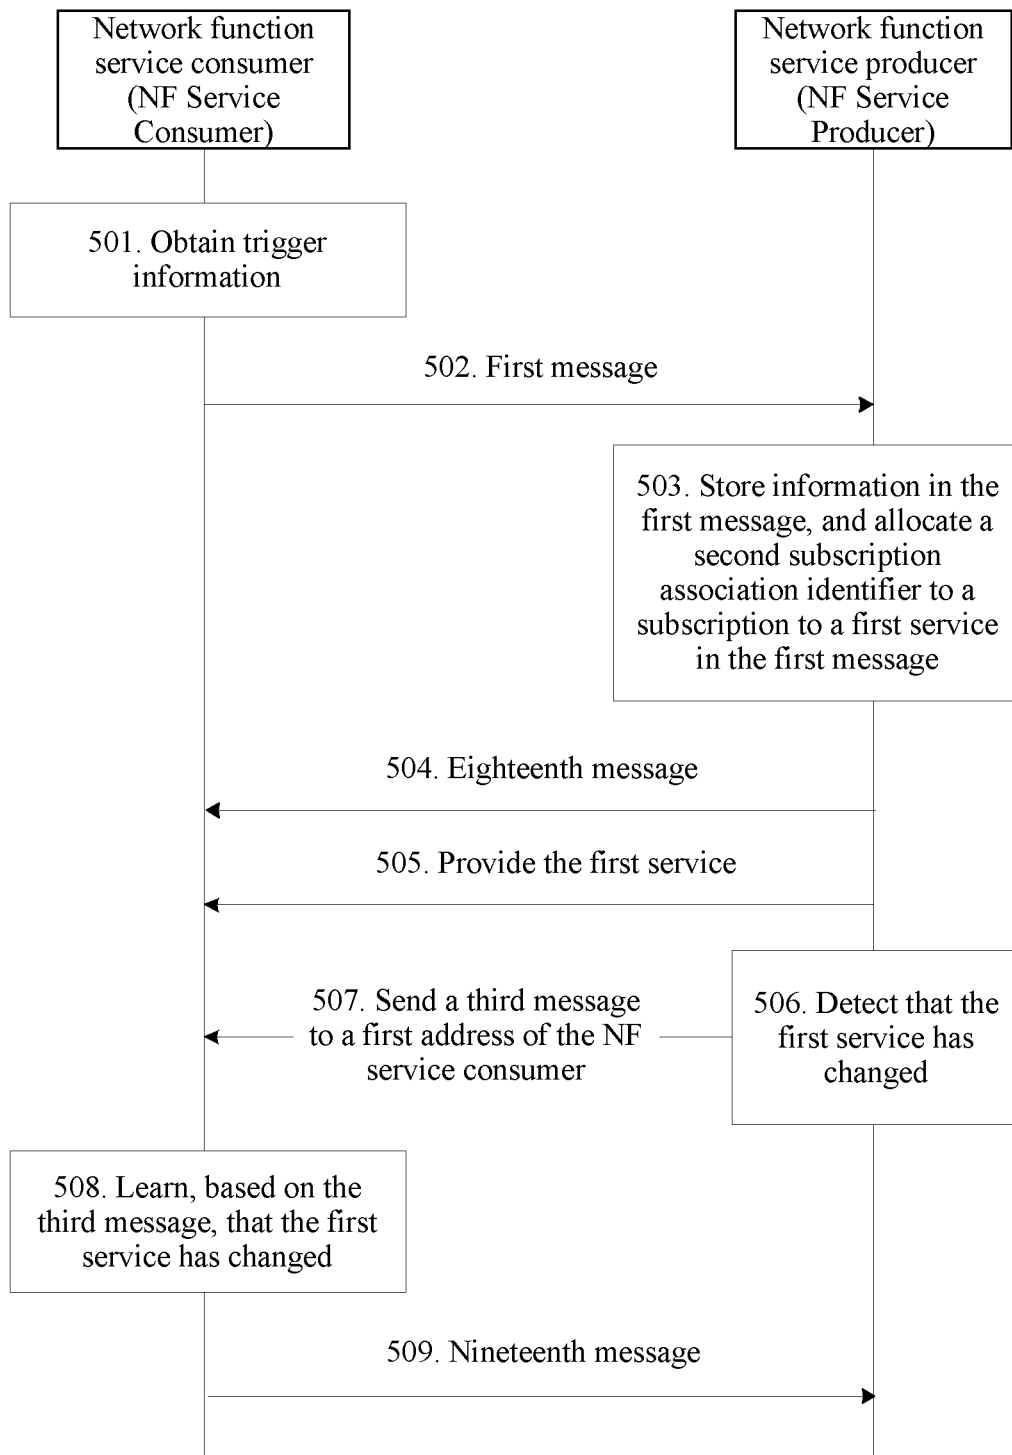 Network function
service consumer
(NF Service
Consumer)
Network function
service producer
(NF Service
Producer)
501. Obtain trigger
information
502. First message
503. Store information in the
first message, and allocate a
second subscription
association identifier to a
subscription to a first service
in the first message
504. Eighteenth message
505. Provide the first service
506. Detect that the
first service has
changed
507. Send a third message
to a first address of the NF
service consumer
508. Learn, based on the
third message, that the first
service has changed
509. Nineteenth message